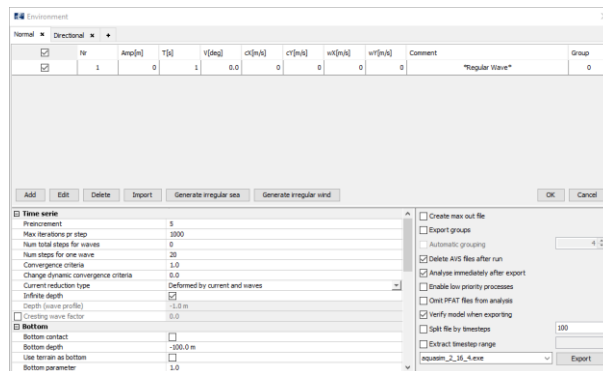 Environment
Normal × Directional × +
Nr Amp[m] T[s] V[deg] cX[m/s] cY[m/s] wX[m/s] wY[m/s] Comment Group
1 0 1 0.0 0 0 0 0 "Regular Wave" 0
Add Edit Delete Import Generate irregular sea Generate irregular wind OK Cancel
Time serie
Preincrement 5
Max iterations pr step 1000
Num total steps for waves 0
Num steps for one wave 20
Convergence criteria 1.0
Change dynamic convergence criteria 0.0
Current reduction type Deformed by current and waves
Infinite depth
Depth (wave profile) -1.0 m
Cresting wave factor 0.0
Bottom
Bottom contact
Bottom depth -100.0 m
Use terrain as bottom
Bottom parameter 1.0
Create max out file
Export groups
Automatic grouping 4
Delete AVS files after run
Analyse immediately after export
Enable low priority processes
Omit PFAT files from analysis
Verify model when exporting
Split file by timesteps 100
Extract timestep range
aquasim_2_16_4.exe Export